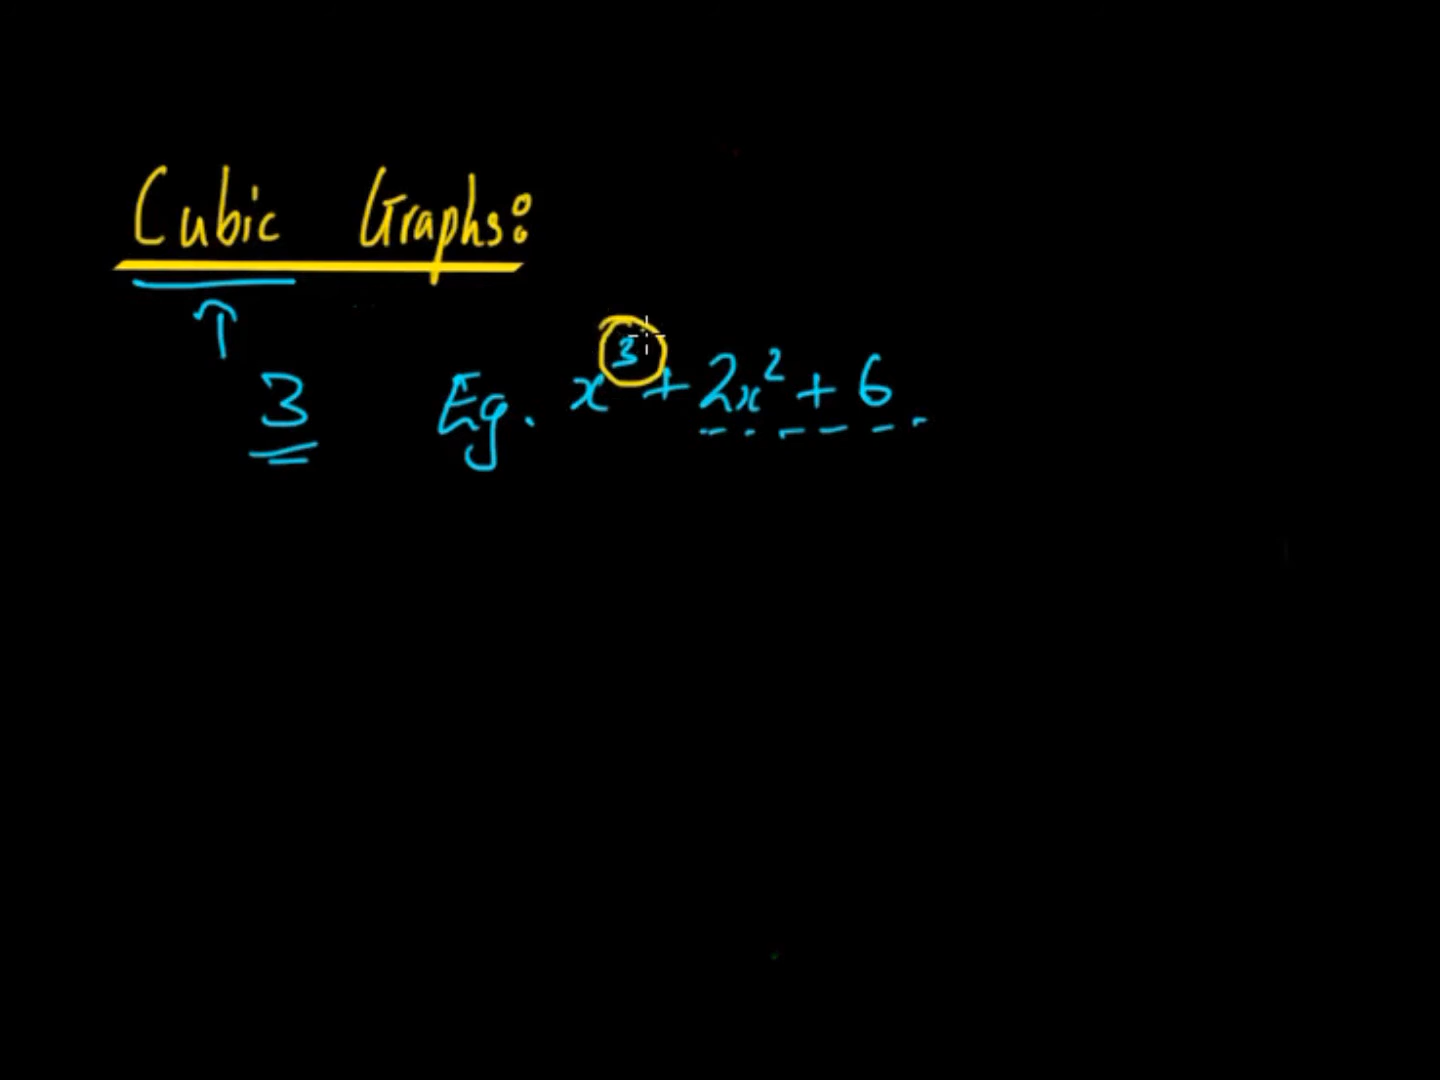 Cubic Graphs:
3 Eg. x³ + 2x² + 6